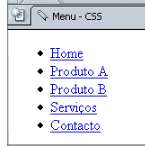 Menu - CSS
Home
Produto A
Produto B
Serviços
Contacto